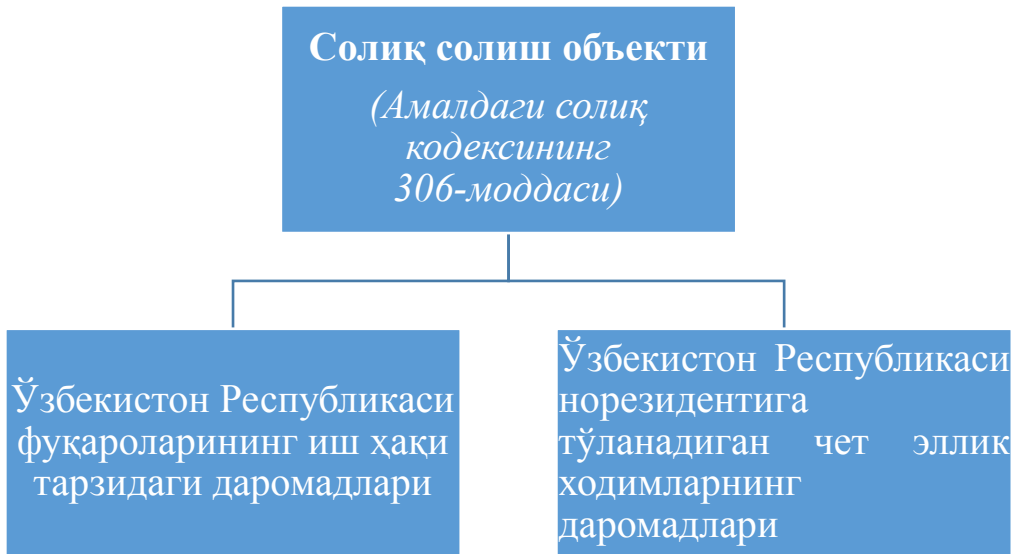 Солиқ солиш объекти
(Амалдаги солиқ
кодексининг
306-моддаси)
Ўзбекистон Республикаси
фуқароларининг иш ҳақи
тарзидаги даромадлари
Ўзбекистон Республикаси
норезидентига
тўланадиган чет эллик
ходимларнинг
даромадлари